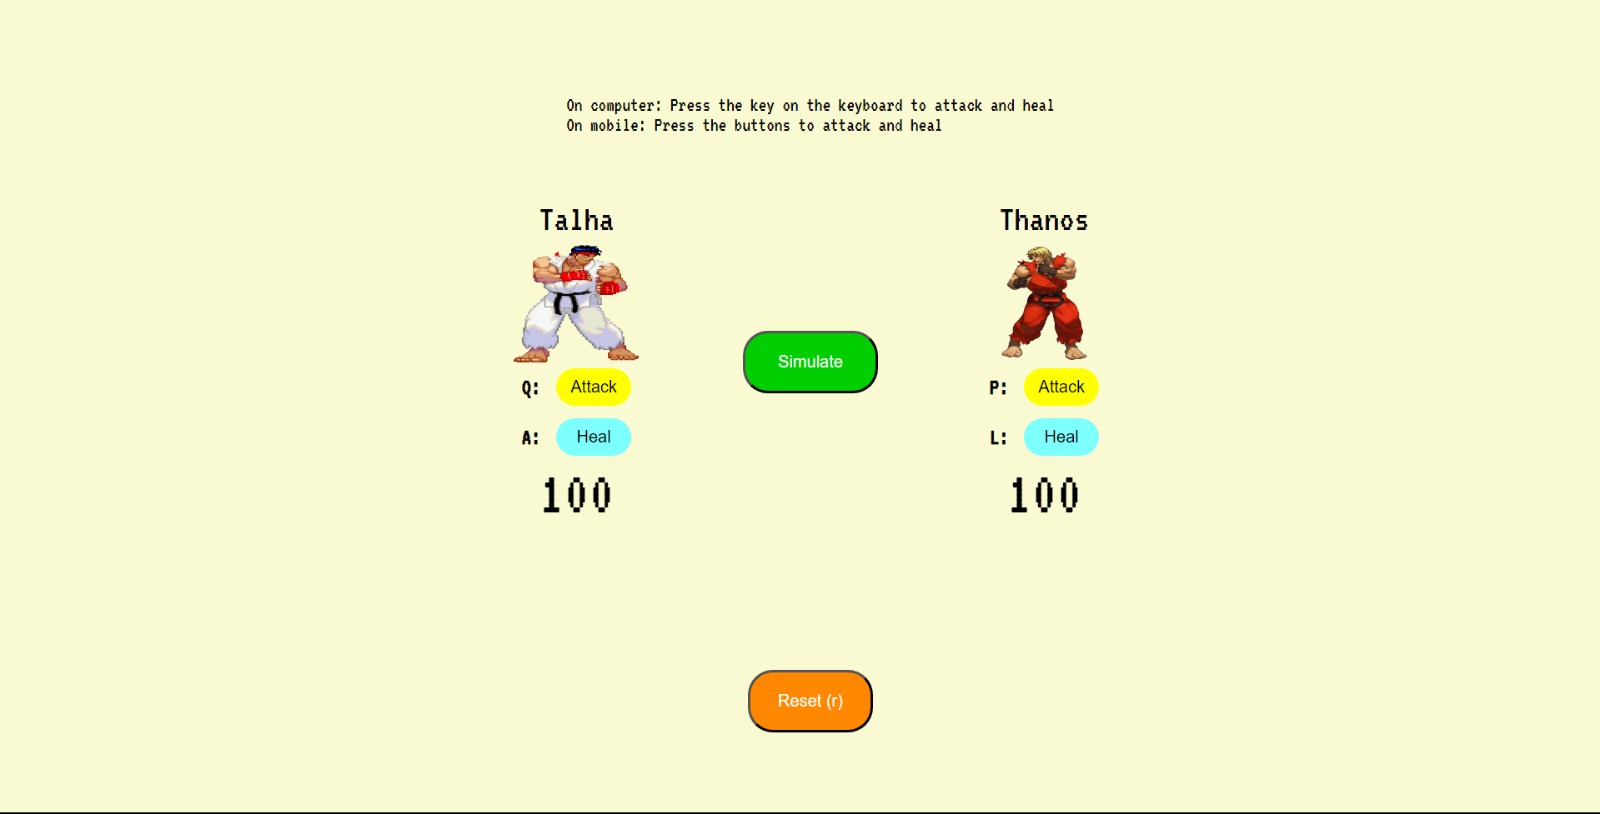 On computer: Press the key on the keyboard to attack and heal
On mobile: Press the buttons to attack and heal
Talha
Thanos
Simulate
Q: Attack
P: Attack
A: Heal
L: Heal
100
100
Reset (r)